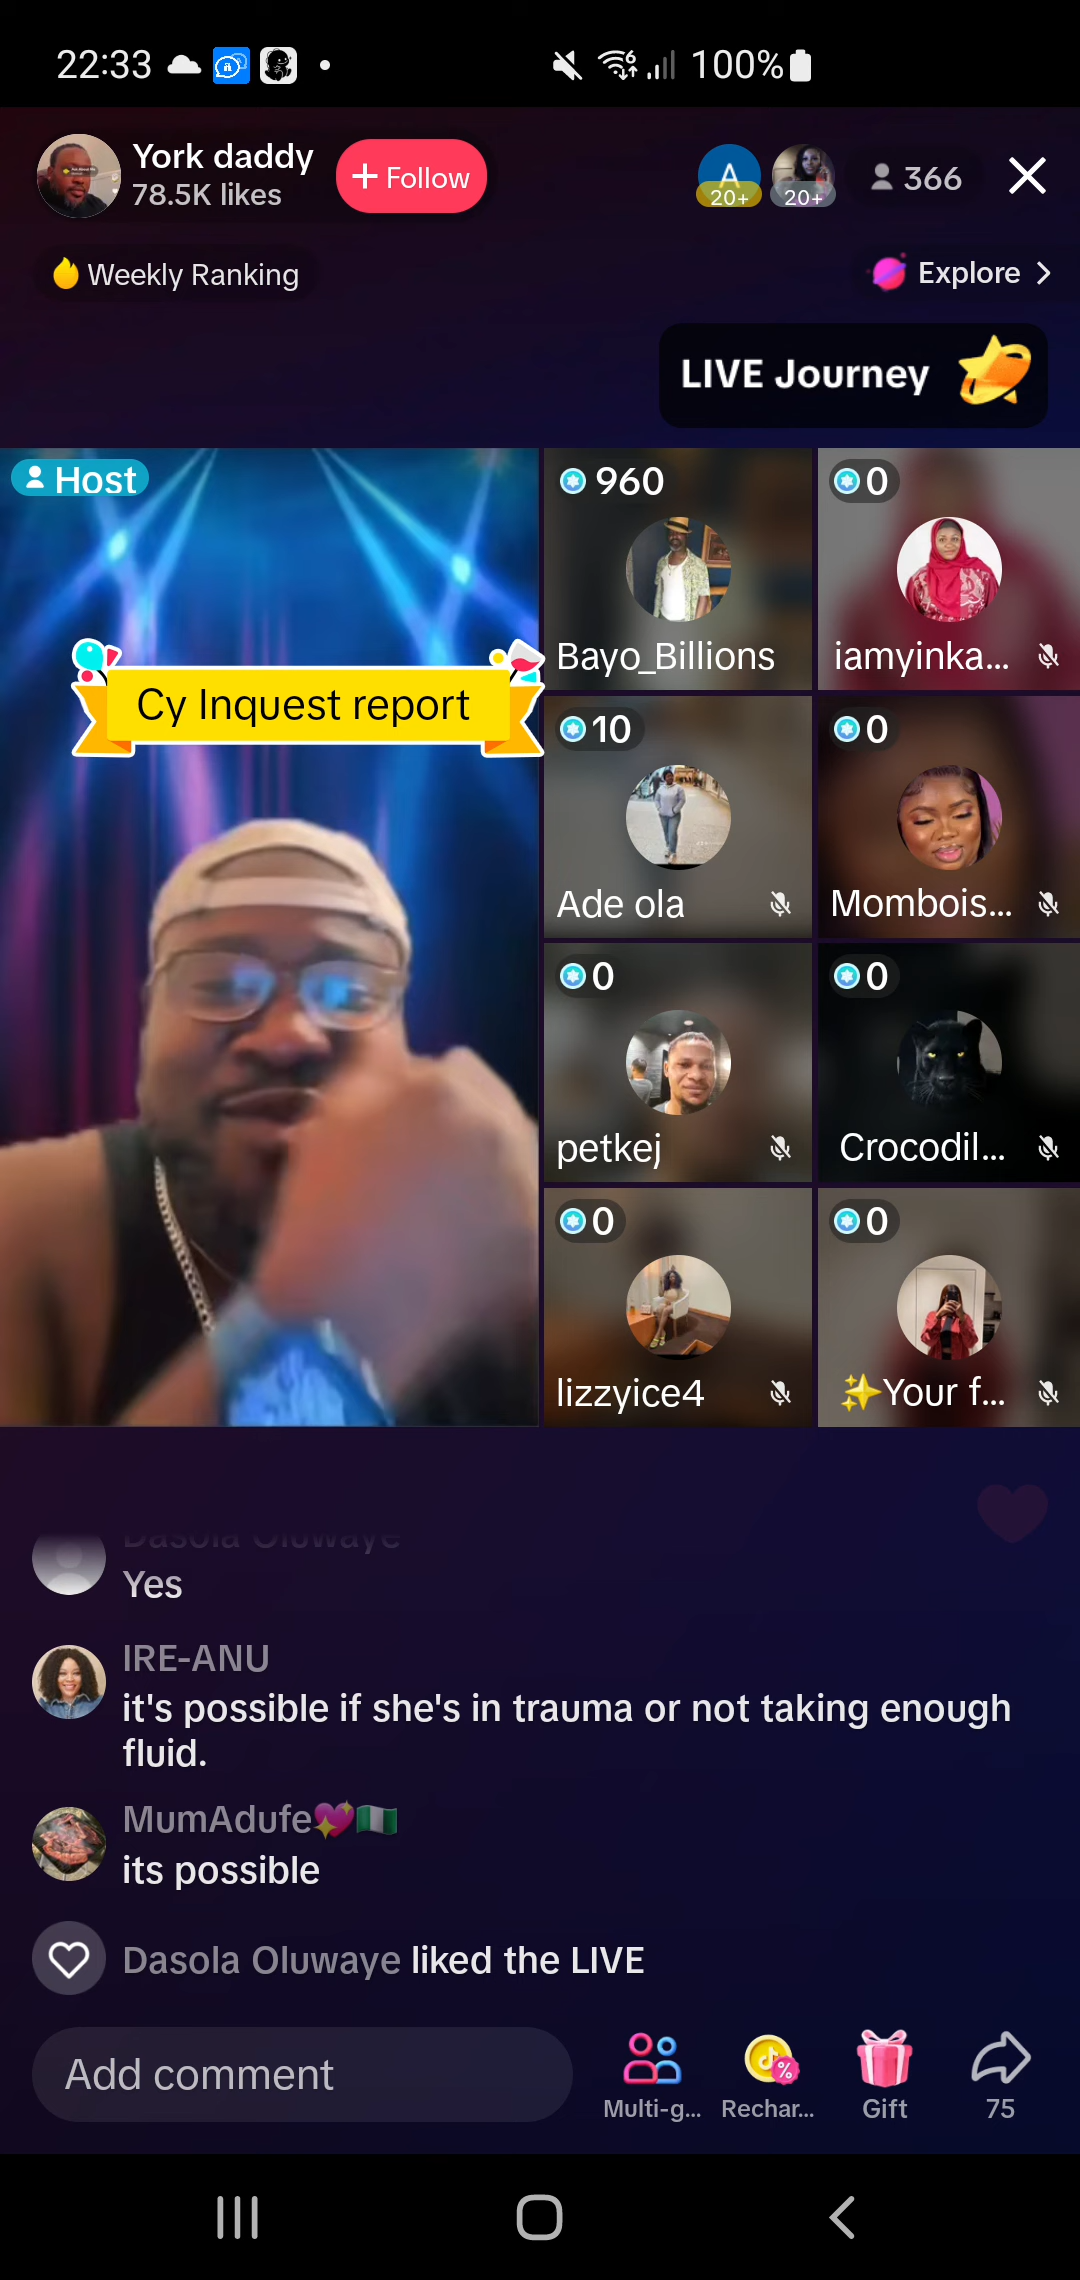 22:33
100%
York daddy
78.5K likes
+ Follow
A
20+
20+
366
Weekly Ranking
Explore
LIVE Journey
Host
960
0
Cy Inquest report
Bayo_Billions
iamyinka...
10
0
Ade ola
Mombois...
0
0
petkej
Crocodil...
0
0
lizzyice4
✨Your f...
Dasola Oluwaye
Yes
IRE-ANU
it's possible if she's in trauma or not taking enough
fluid.
MumAdufe💖🇳🇬
its possible
Dasola Oluwaye liked the LIVE
Add comment
Multi-g...
Rechar...
Gift
75